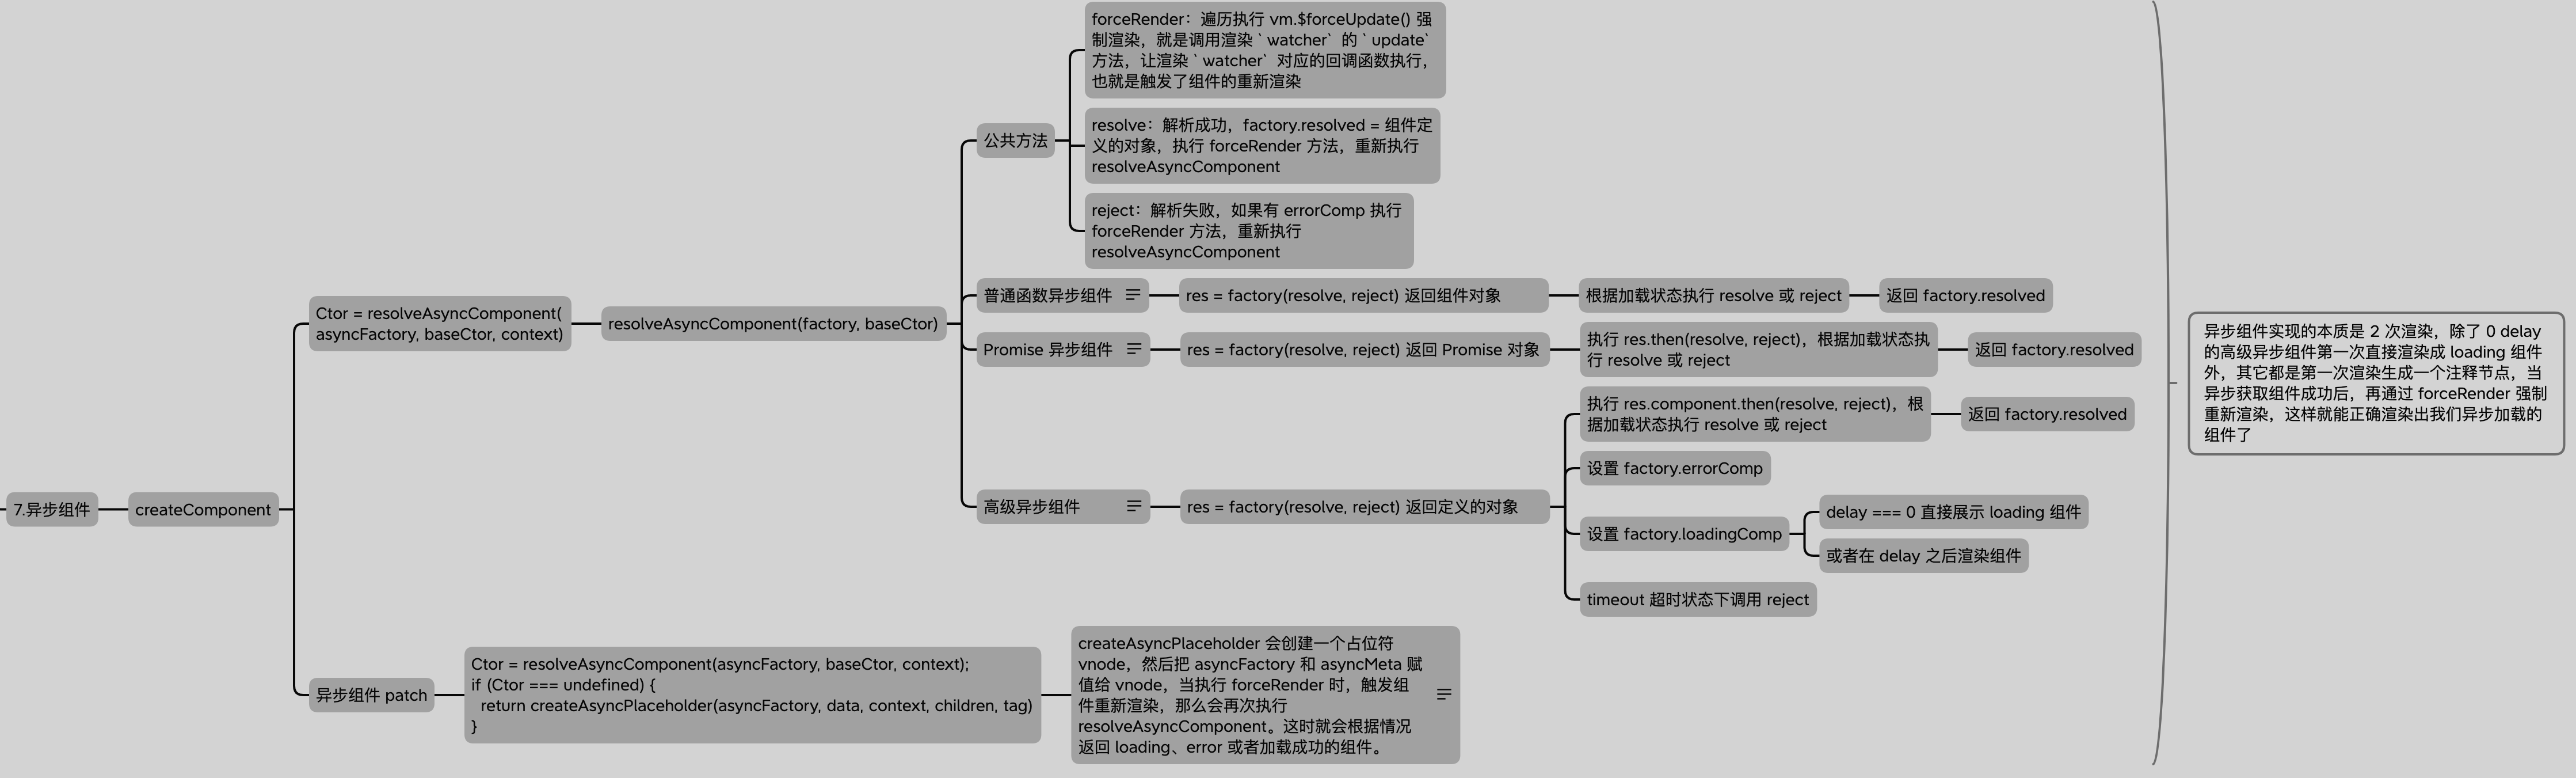 7.异步组件
createComponent
Ctor = resolveAsyncComponent(
asyncFactory, baseCtor, context)
resolveAsyncComponent(factory, baseCtor)
公共方法
forceRender：遍历执行 vm.$forceUpdate() 强
制渲染，就是调用渲染 `watcher` 的 `update`
方法，让渲染 `watcher` 对应的回调函数执行，
也就是触发了组件的重新渲染
resolve：解析成功，factory.resolved = 组件定
义的对象，执行 forceRender 方法，重新执行
resolveAsyncComponent
reject：解析失败，如果有 errorComp 执行
forceRender 方法，重新执行
resolveAsyncComponent
普通函数异步组件
res = factory(resolve, reject) 返回组件对象
根据加载状态执行 resolve 或 reject
返回 factory.resolved
Promise 异步组件
res = factory(resolve, reject) 返回 Promise 对象
执行 res.then(resolve, reject)，根据加载状态执
行 resolve 或 reject
返回 factory.resolved
高级异步组件
res = factory(resolve, reject) 返回定义的对象
执行 res.component.then(resolve, reject)，根
据加载状态执行 resolve 或 reject
返回 factory.resolved
设置 factory.errorComp
设置 factory.loadingComp
delay === 0 直接展示 loading 组件
或者在 delay 之后渲染组件
timeout 超时状态下调用 reject
异步组件 patch
Ctor = resolveAsyncComponent(asyncFactory, baseCtor, context);
if (Ctor === undefined) {
return createAsyncPlaceholder(asyncFactory, data, context, children, tag)
}
createAsyncPlaceholder 会创建一个占位符
vnode，然后把 asyncFactory 和 asyncMeta 赋
值给 vnode，当执行 forceRender 时，触发组
件重新渲染，那么会再次执行
resolveAsyncComponent。这时就会根据情况
返回 loading、error 或者加载成功的组件。
异步组件实现的本质是 2 次渲染，除了 0 delay
的高级异步组件第一次直接渲染成 loading 组件
外，其它都是第一次渲染生成一个注释节点，当
异步获取组件成功后，再通过 forceRender 强制
重新渲染，这样就能正确渲染出我们异步加载的
组件了